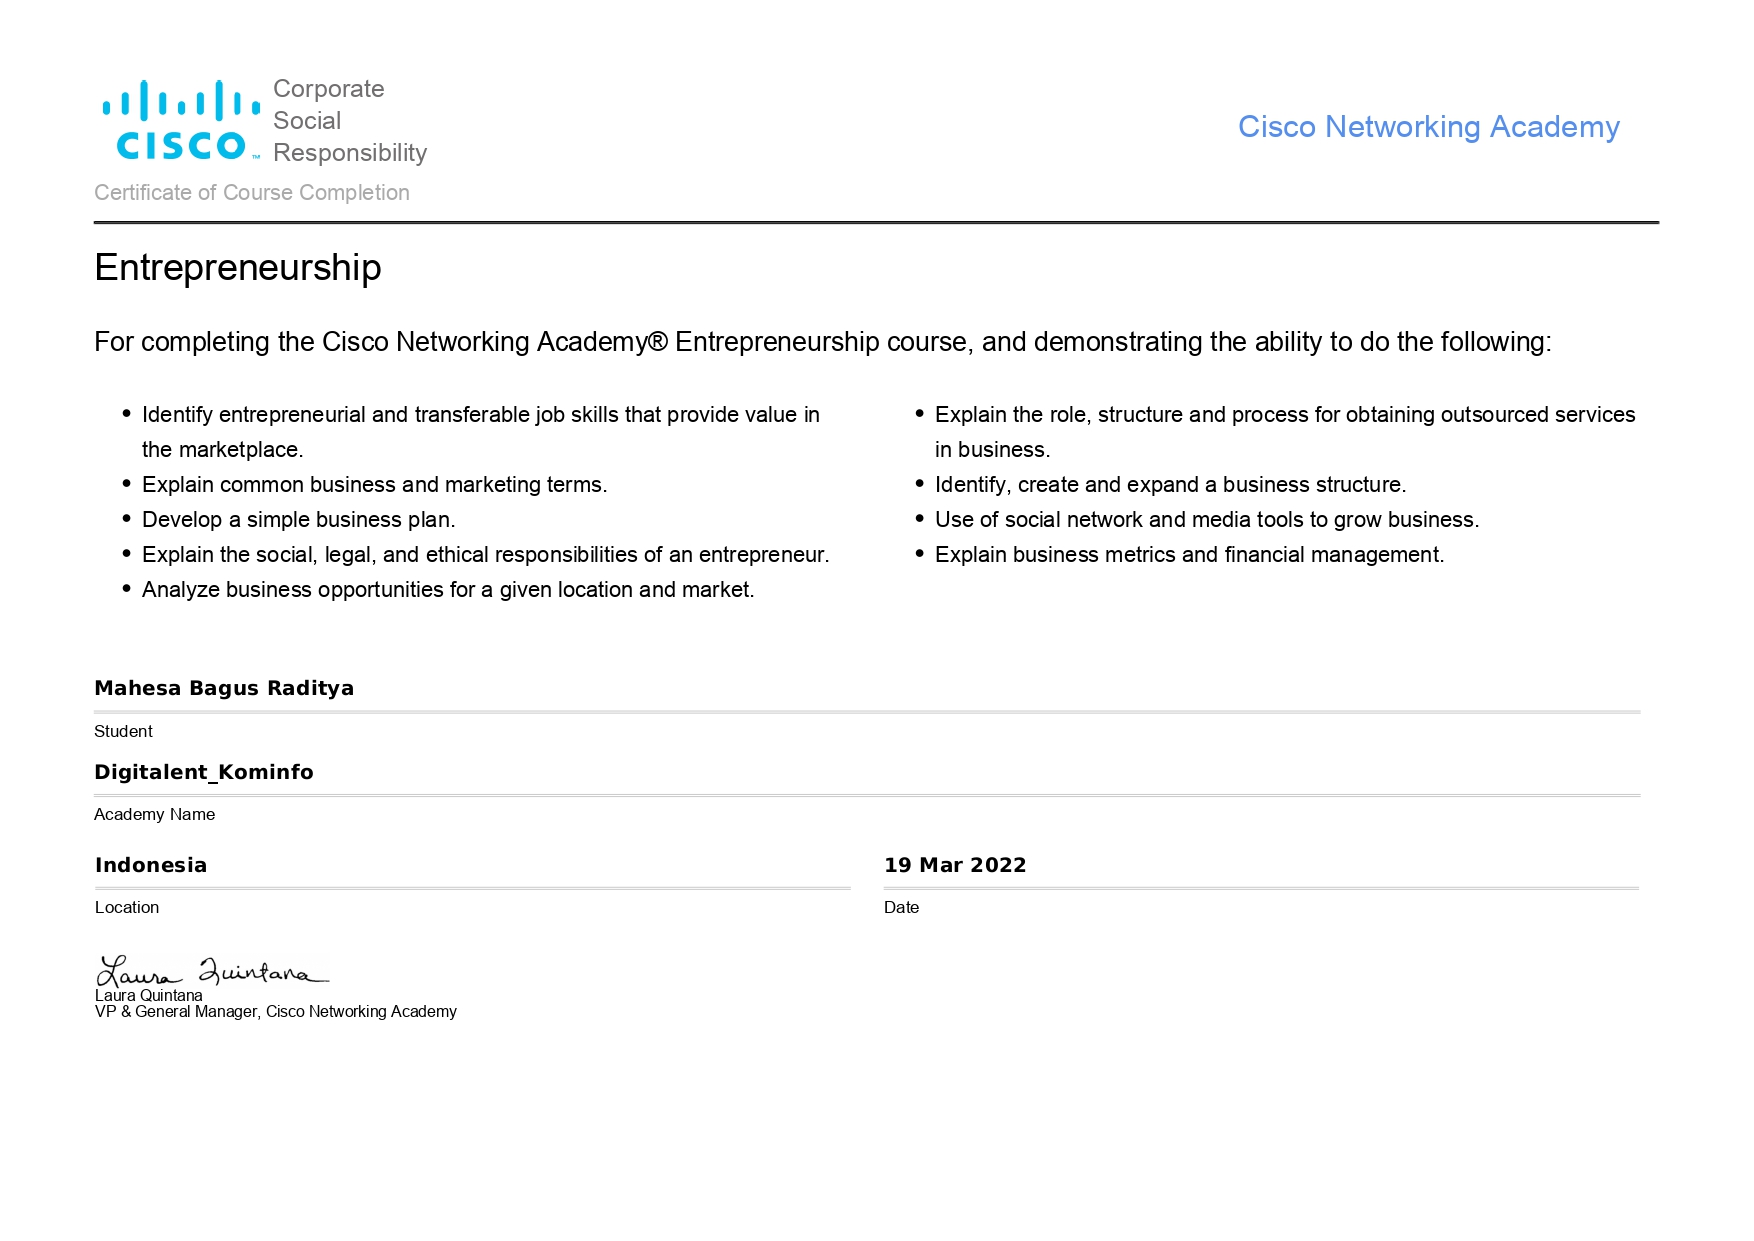 CISCO™
Corporate
Social
Responsibility
Cisco Networking Academy
Certificate of Course Completion
Entrepreneurship
For completing the Cisco Networking Academy® Entrepreneurship course, and demonstrating the ability to do the following:
• Identify entrepreneurial and transferable job skills that provide value in
the marketplace.
• Explain common business and marketing terms.
• Develop a simple business plan.
• Explain the social, legal, and ethical responsibilities of an entrepreneur.
• Analyze business opportunities for a given location and market.
• Explain the role, structure and process for obtaining outsourced services
in business.
• Identify, create and expand a business structure.
• Use of social network and media tools to grow business.
• Explain business metrics and financial management.
Mahesa Bagus Raditya
Student
Digitalent_Kominfo
Academy Name
Indonesia
Location
19 Mar 2022
Date
Laura Quintana
Laura Quintana
VP & General Manager, Cisco Networking Academy